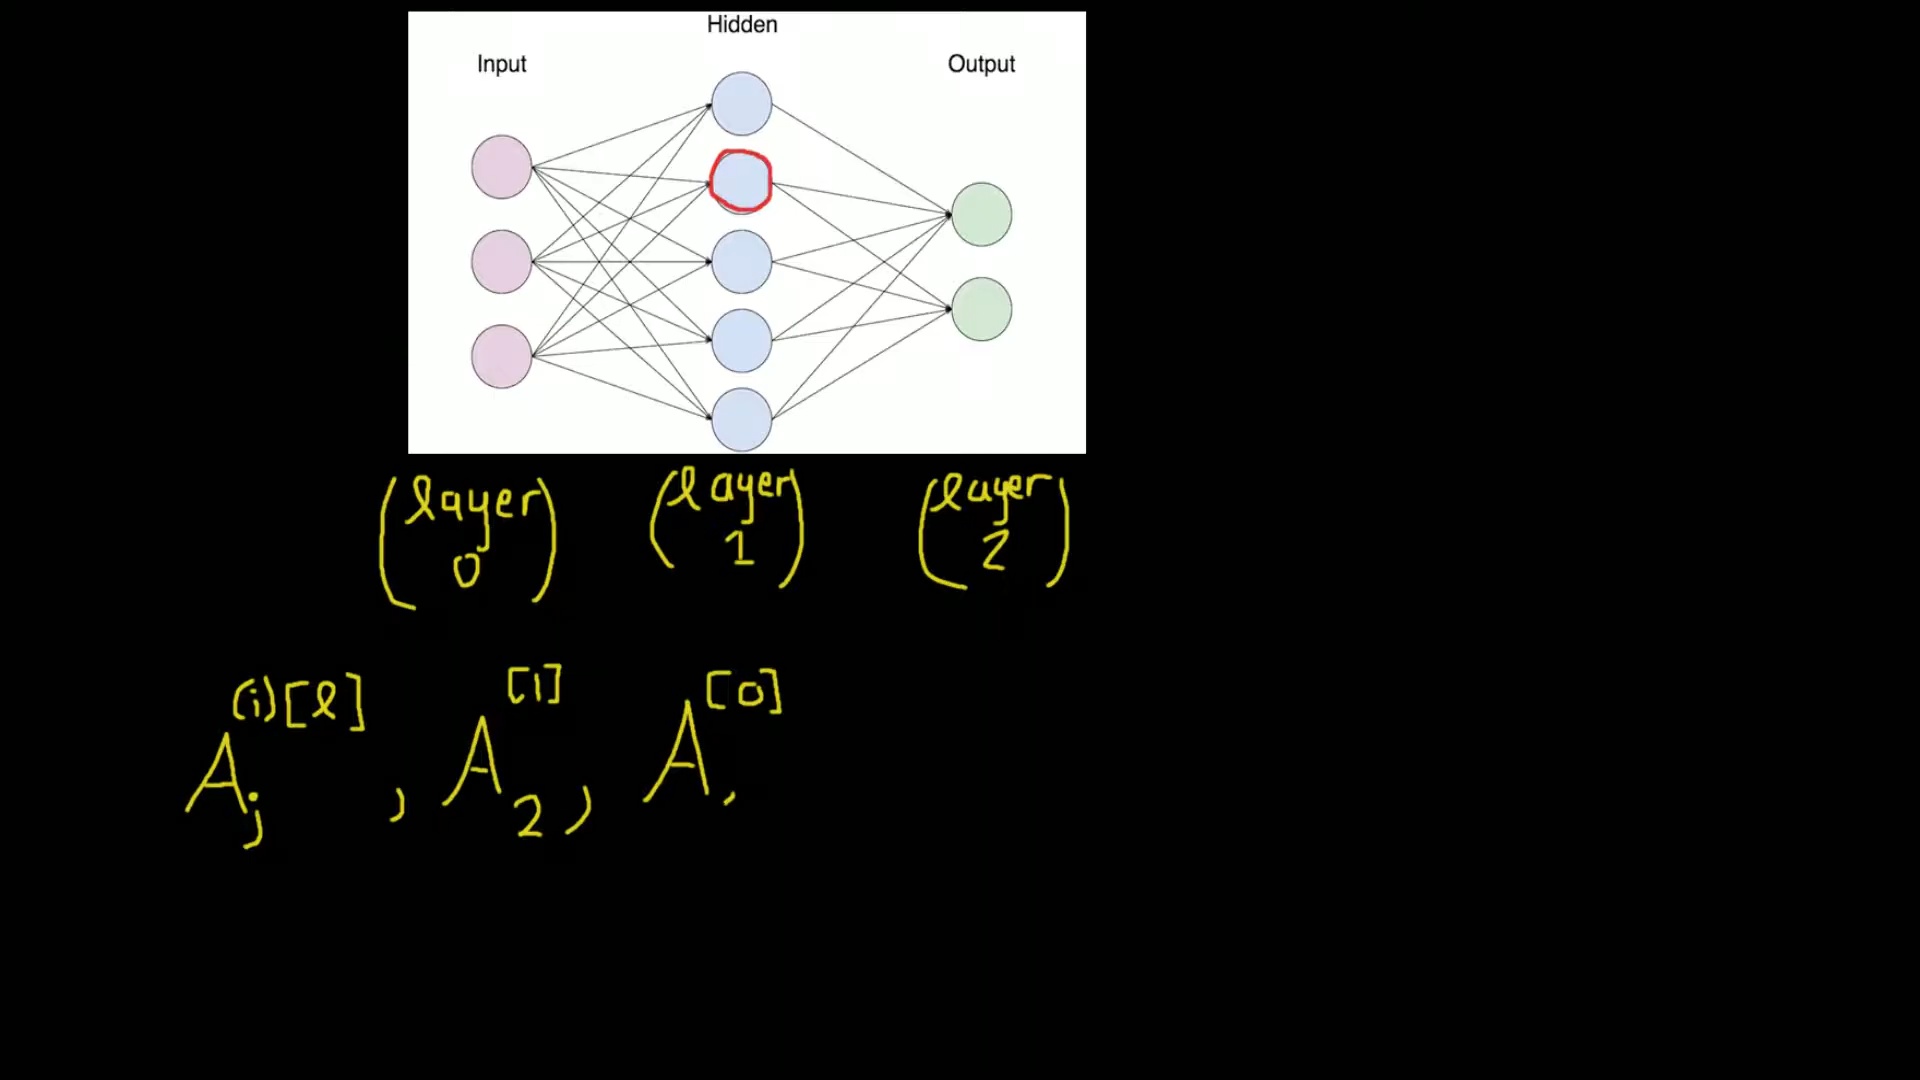 Hidden
Input Output
(layer 0) (layer 1) (layer 2)
A_j^{(i)[l]}, A_2^{[1]}, A^{[0]},